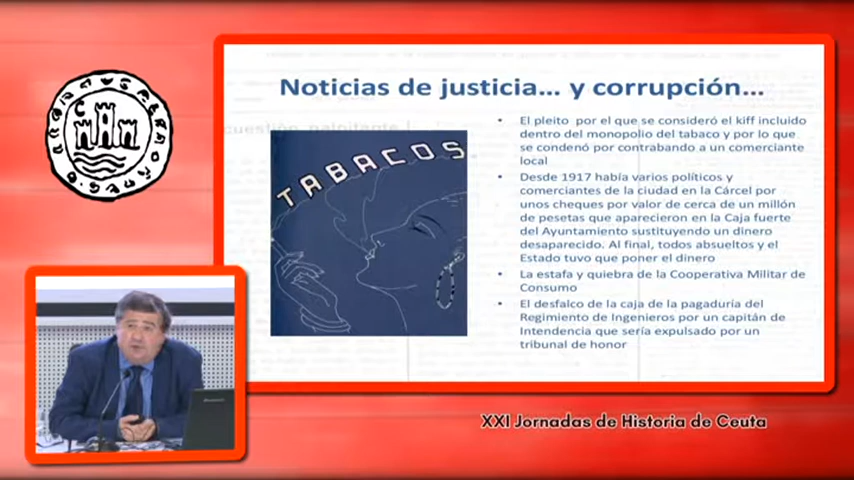 Noticias de justicia... y corrupción...
TABACOS
• El pleito por el que se consideró el kiff incluido
dentro del monopolio del tabaco y por lo que
se condenó por contrabando a un comerciante
local
• Desde 1917 había varios políticos y
comerciantes de la ciudad en la Cárcel por
unos cheques por valor de cerca de un millón
de pesetas que aparecieron en la Caja fuerte
del Ayuntamiento sustituyendo un dinero
desaparecido. Al final, todos absueltos y el
Estado tuvo que poner el dinero
• La estafa y quiebra de la Cooperativa Militar de
Consumo
• El desfalco de la caja de la pagaduría del
Regimiento de Ingenieros por un capitán de
Intendencia que sería expulsado por un
tribunal de honor
XXI Jornadas de Historia de Ceuta